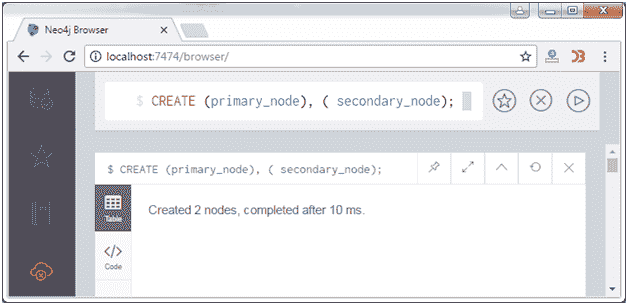 Neo4j Browser
localhost:7474/browser/
$ CREATE (primary_node), ( secondary_node);
$ CREATE (primary_node), ( secondary_node);
Table
Created 2 nodes, completed after 10 ms.
</> 
Code